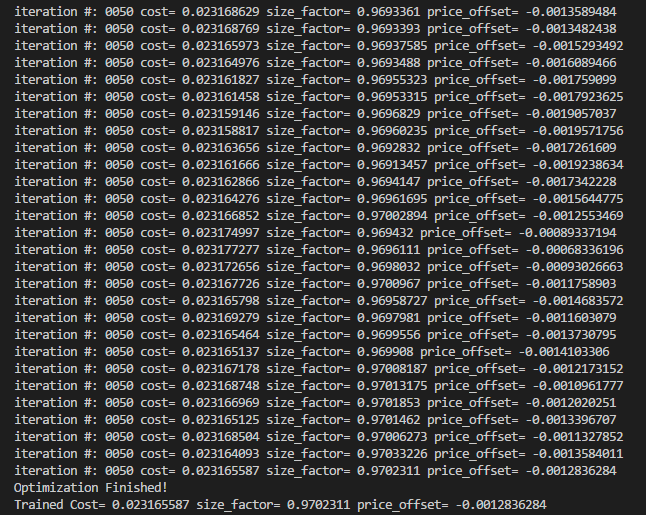 iteration #: 0050 cost= 0.023168629 size_factor= 0.9693361 price_offset= -0.0013589484
iteration #: 0050 cost= 0.023168769 size_factor= 0.9693393 price_offset= -0.0013482438
iteration #: 0050 cost= 0.023165973 size_factor= 0.96937585 price_offset= -0.0015293492
iteration #: 0050 cost= 0.023164976 size_factor= 0.9693488 price_offset= -0.0016089466
iteration #: 0050 cost= 0.023161827 size_factor= 0.96955323 price_offset= -0.001759099
iteration #: 0050 cost= 0.023161458 size_factor= 0.96953315 price_offset= -0.0017923625
iteration #: 0050 cost= 0.023159146 size_factor= 0.9696829 price_offset= -0.0019057037
iteration #: 0050 cost= 0.023158817 size_factor= 0.96960235 price_offset= -0.0019571756
iteration #: 0050 cost= 0.023163656 size_factor= 0.9692832 price_offset= -0.0017261609
iteration #: 0050 cost= 0.023161666 size_factor= 0.96913457 price_offset= -0.0019238634
iteration #: 0050 cost= 0.023162866 size_factor= 0.9694147 price_offset= -0.0017342228
iteration #: 0050 cost= 0.023164276 size_factor= 0.96961695 price_offset= -0.0015644775
iteration #: 0050 cost= 0.023166852 size_factor= 0.97002894 price_offset= -0.0012553469
iteration #: 0050 cost= 0.023174997 size_factor= 0.969432 price_offset= -0.00089337194
iteration #: 0050 cost= 0.023177277 size_factor= 0.9696111 price_offset= -0.00068336196
iteration #: 0050 cost= 0.023172656 size_factor= 0.9698032 price_offset= -0.00093026663
iteration #: 0050 cost= 0.023167726 size_factor= 0.9700967 price_offset= -0.0011758903
iteration #: 0050 cost= 0.023165798 size_factor= 0.96958727 price_offset= -0.0014683572
iteration #: 0050 cost= 0.023169279 size_factor= 0.9697981 price_offset= -0.0011603079
iteration #: 0050 cost= 0.023165464 size_factor= 0.9699556 price_offset= -0.0013730795
iteration #: 0050 cost= 0.023165137 size_factor= 0.969908 price_offset= -0.0014103306
iteration #: 0050 cost= 0.023167178 size_factor= 0.97008187 price_offset= -0.0012173152
iteration #: 0050 cost= 0.023168748 size_factor= 0.97013175 price_offset= -0.0010961777
iteration #: 0050 cost= 0.023166969 size_factor= 0.9701853 price_offset= -0.0012020251
iteration #: 0050 cost= 0.023165125 size_factor= 0.9701462 price_offset= -0.0013396707
iteration #: 0050 cost= 0.023168504 size_factor= 0.97006273 price_offset= -0.0011327852
iteration #: 0050 cost= 0.023164093 size_factor= 0.97033226 price_offset= -0.0013584011
iteration #: 0050 cost= 0.023165587 size_factor= 0.9702311 price_offset= -0.0012836284
Optimization Finished!
Trained Cost= 0.023165587 size_factor= 0.9702311 price_offset= -0.0012836284